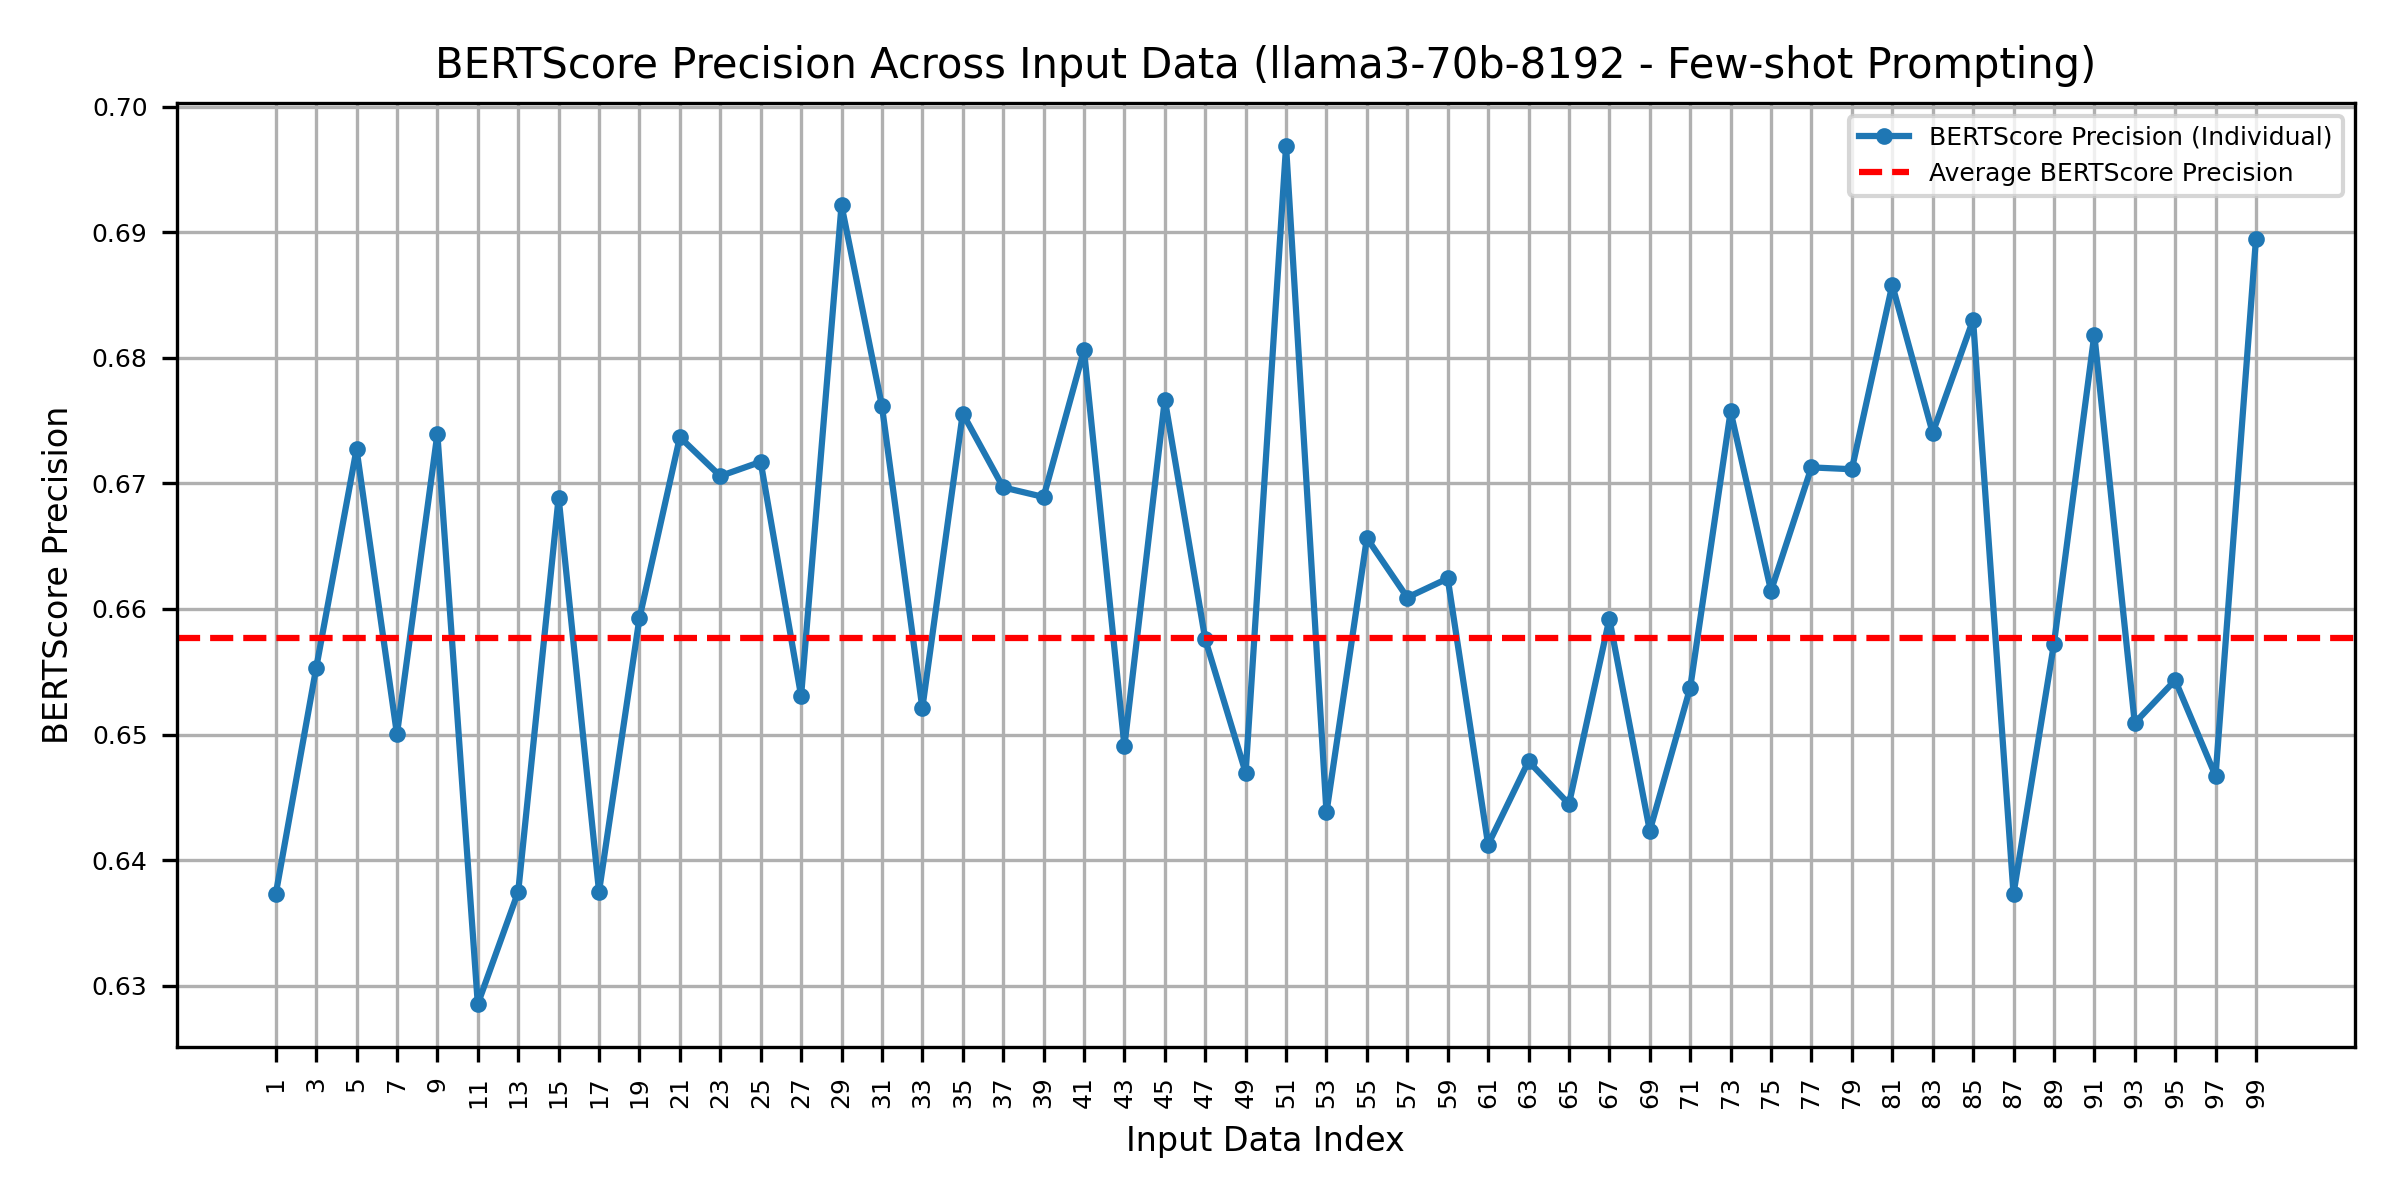 BERTScore Precision Across Input Data (llama3-70b-8192 - Few-shot Prompting)
BERTScore Precision (Individual)
Average BERTScore Precision
BERTScore Precision
0.70
0.69
0.68
0.67
0.66
0.65
0.64
0.63
1 3 5 7 9 11 13 15 17 19 21 23 25 27 29 31 33 35 37 39 41 43 45 47 49 51 53 55 57 59 61 63 65 67 69 71 73 75 77 79 81 83 85 87 89 91 93 95 97 99
Input Data Index